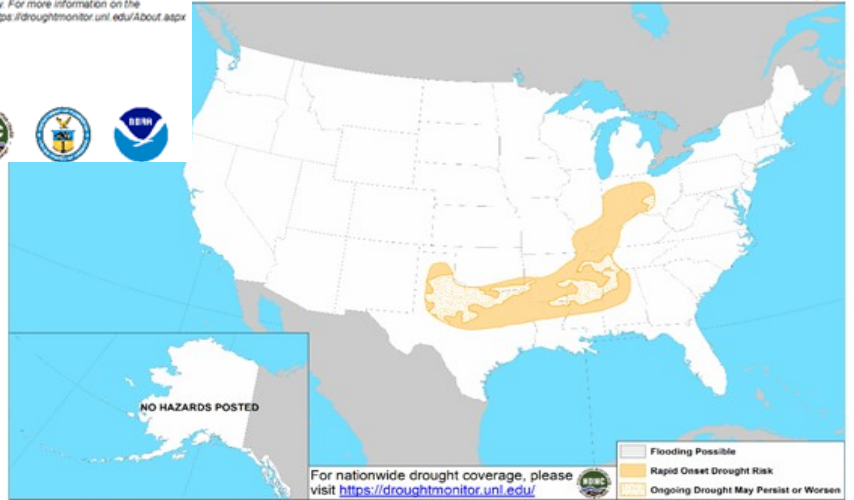 y. For more information on the
ps://droughtmonitor.unl.edu/About.aspx
NOAA
NO HAZARDS POSTED
For nationwide drought coverage, please
visit https://droughtmonitor.unl.edu/
NDMC
Flooding Possible
Rapid Onset Drought Risk
Ongoing Drought May Persist or Worsen